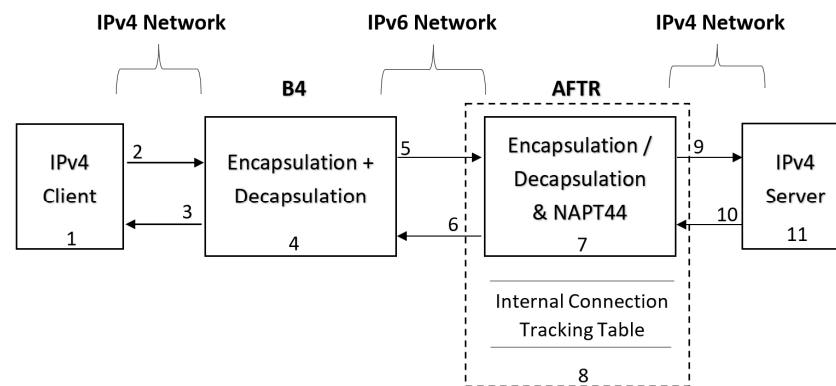 IPv4 Network
IPv6 Network
IPv4 Network
B4
AFTR
IPv4
Client
1
2
3
Encapsulation +
Decapsulation
4
5
6
Encapsulation /
Decapsulation
& NAPT44
7
9
10
IPv4
Server
11
Internal Connection
Tracking Table
8